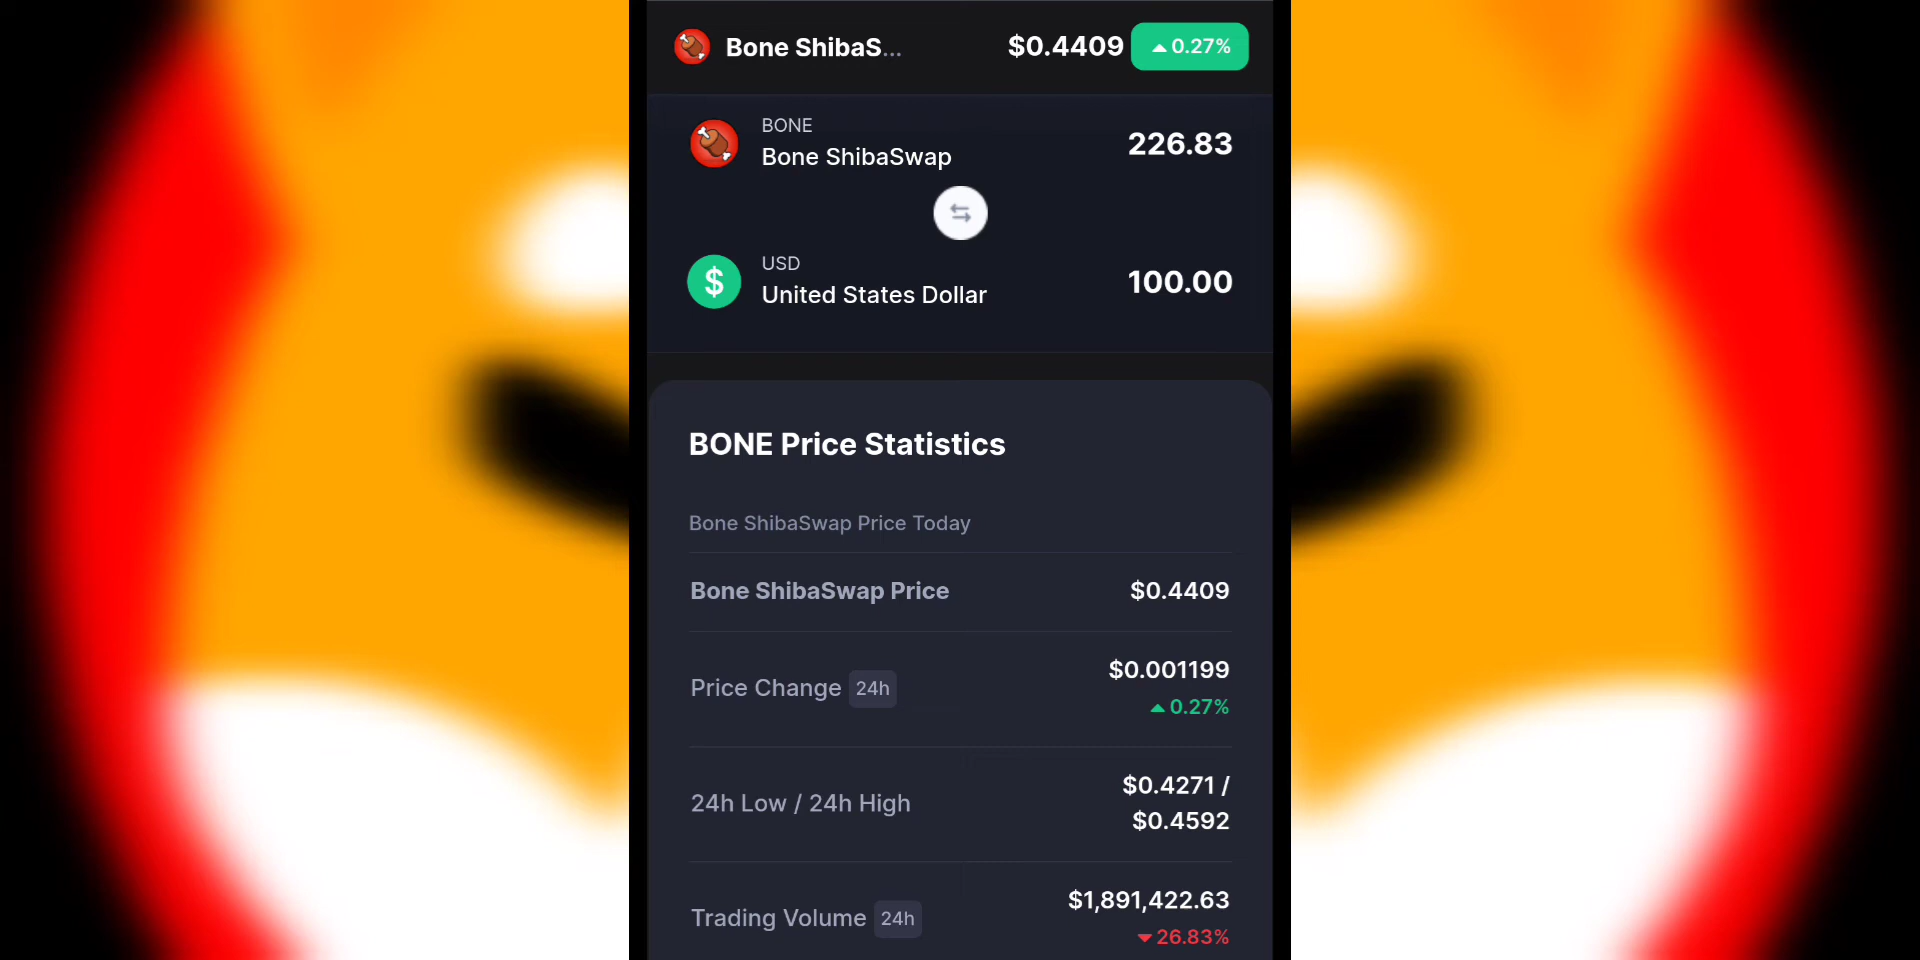 Bone ShibaS... $0.4409 0.27%
BONE
Bone ShibaSwap 226.83
USD
United States Dollar 100.00
BONE Price Statistics
Bone ShibaSwap Price Today
Bone ShibaSwap Price $0.4409
Price Change 24h $0.001199
0.27%
24h Low / 24h High $0.4271 /
$0.4592
Trading Volume 24h $1,891,422.63
26.83%